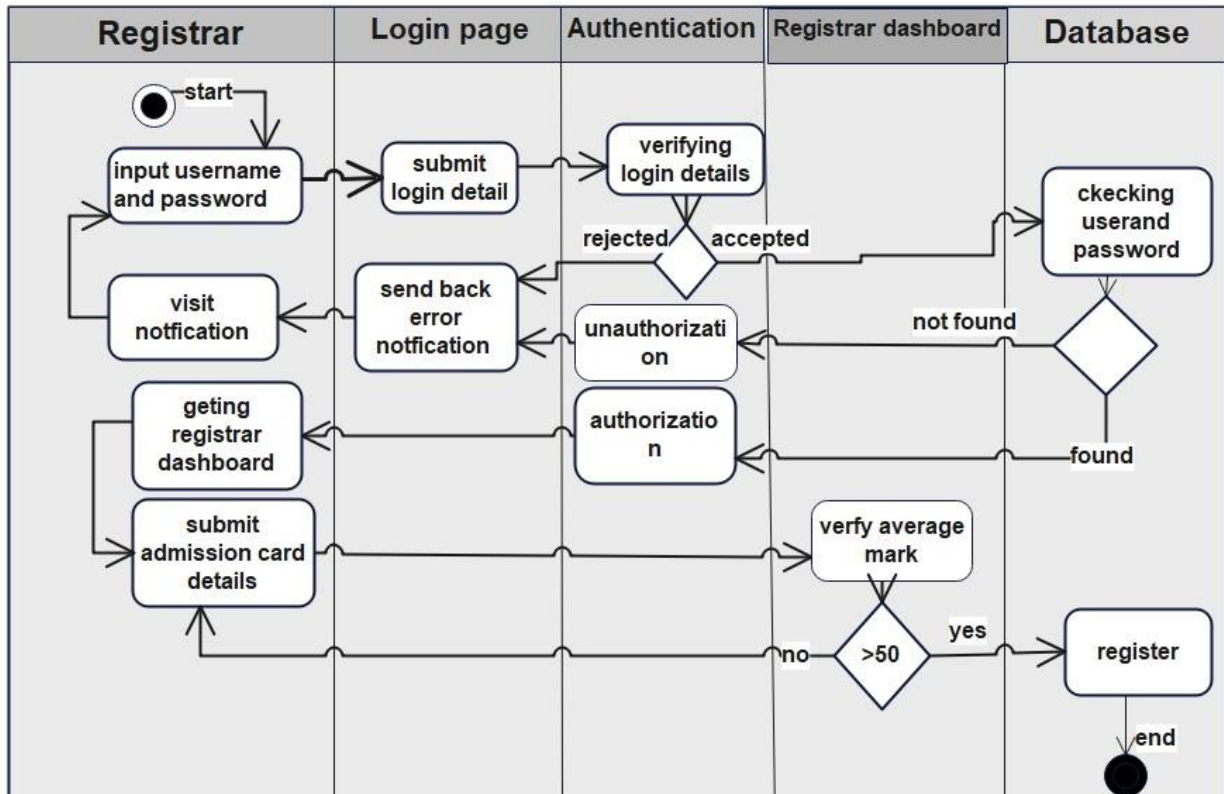 Registrar
Login page
Authentication
Registrar dashboard
Database
start
input username
and password
submit
login detail
verifying
login details
ckecking
userand
password
rejected
accepted
visit
notfication
send back
error
notfication
unauthorizati
on
not found
geting
registrar
dashboard
authorizatio
n
found
submit
admission card
details
verfy average
mark
no
>50
yes
register
end